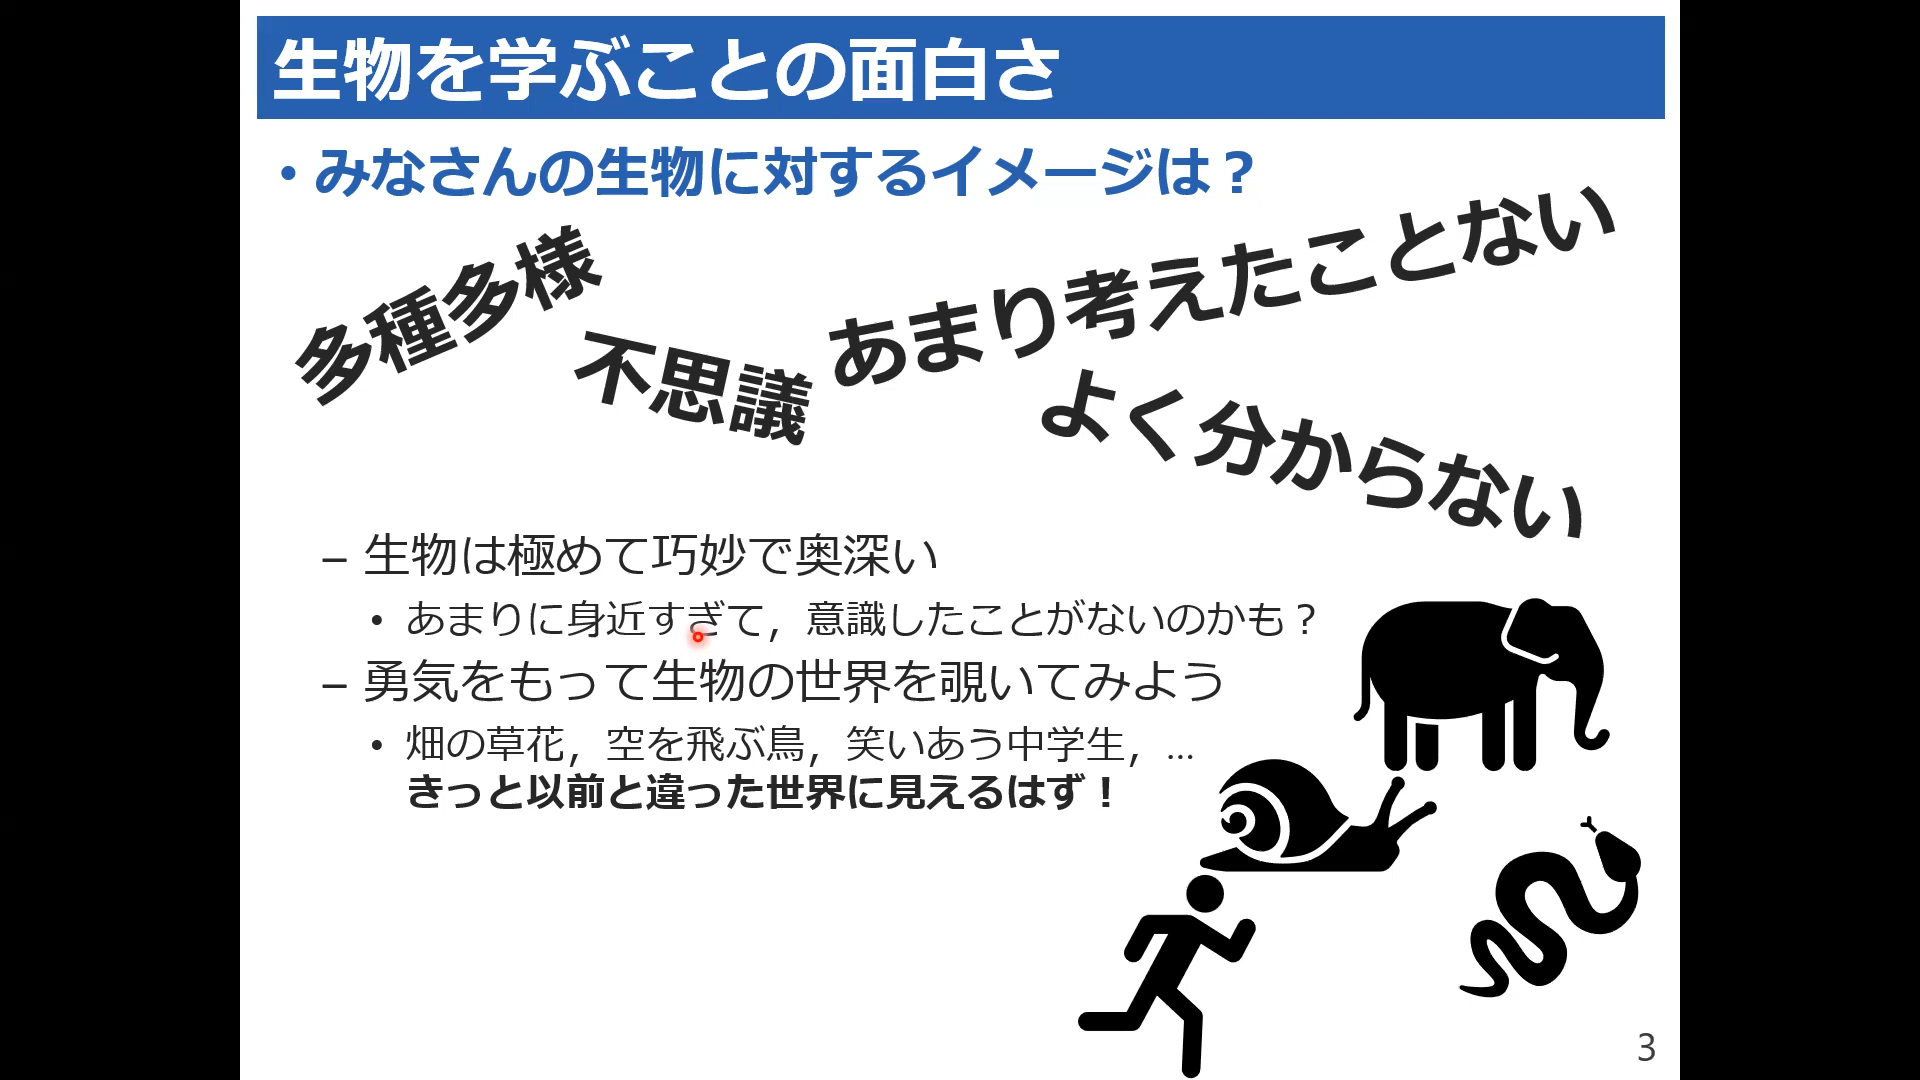 生物を学ぶことの面白さ
・みなさんの生物に対するイメージは？
多種多様
不思議
あまり考えたことない
よく分からない
– 生物は極めて巧妙で奥深い
• あまりに身近すぎて，意識したことがないのかも？
– 勇気をもって生物の世界を覗いてみよう
• 畑の草花，空を飛ぶ鳥，笑いあう中学生，…
きっと以前と違った世界に見えるはず！
3